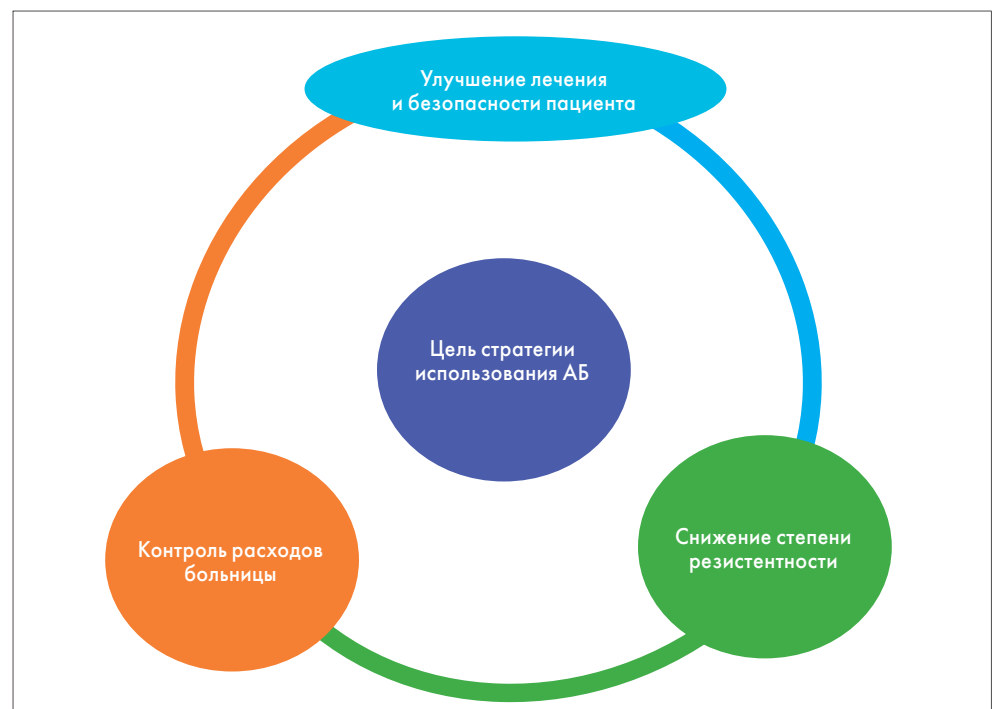 Улучшение лечения
и безопасности пациента
Цель стратегии
использования АБ
Контроль расходов
больницы
Снижение степени
резистентности